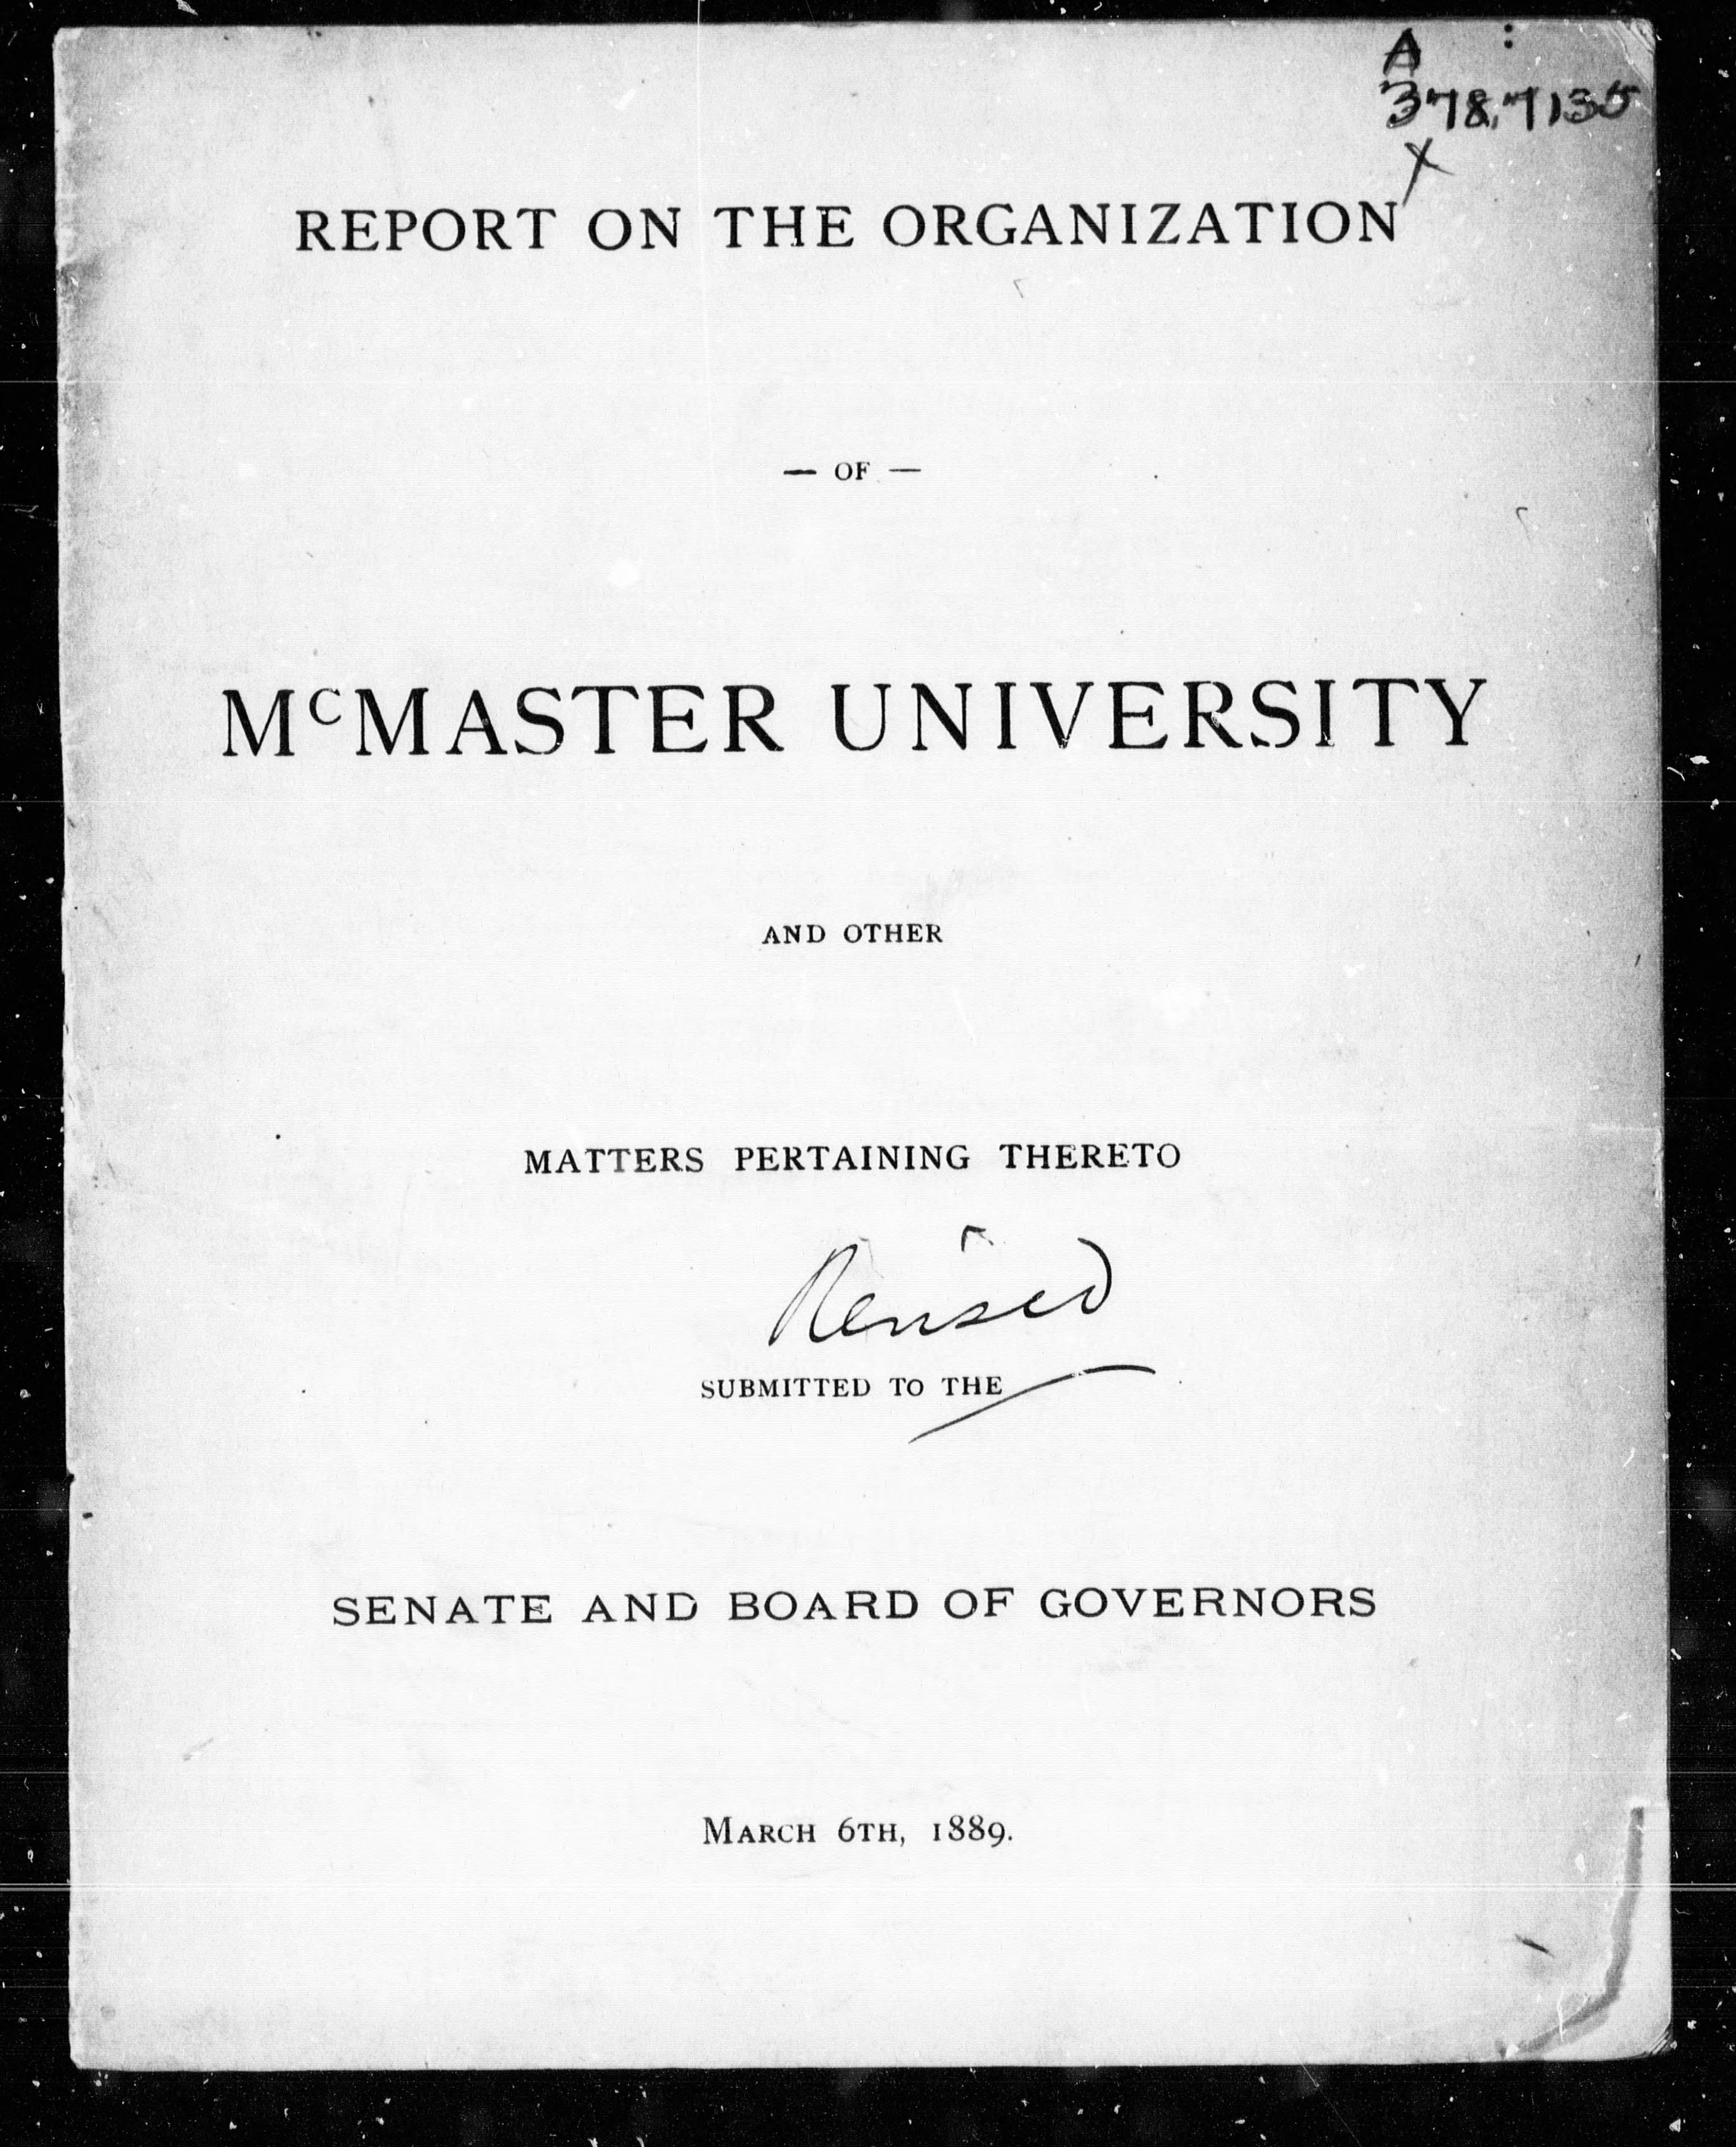 A
378.7135
X
REPORT ON THE ORGANIZATION
— OF —
McMASTER UNIVERSITY
AND OTHER
MATTERS PERTAINING THERETO
Revised
SUBMITTED TO THE
SENATE AND BOARD OF GOVERNORS
MARCH 6TH, 1889.